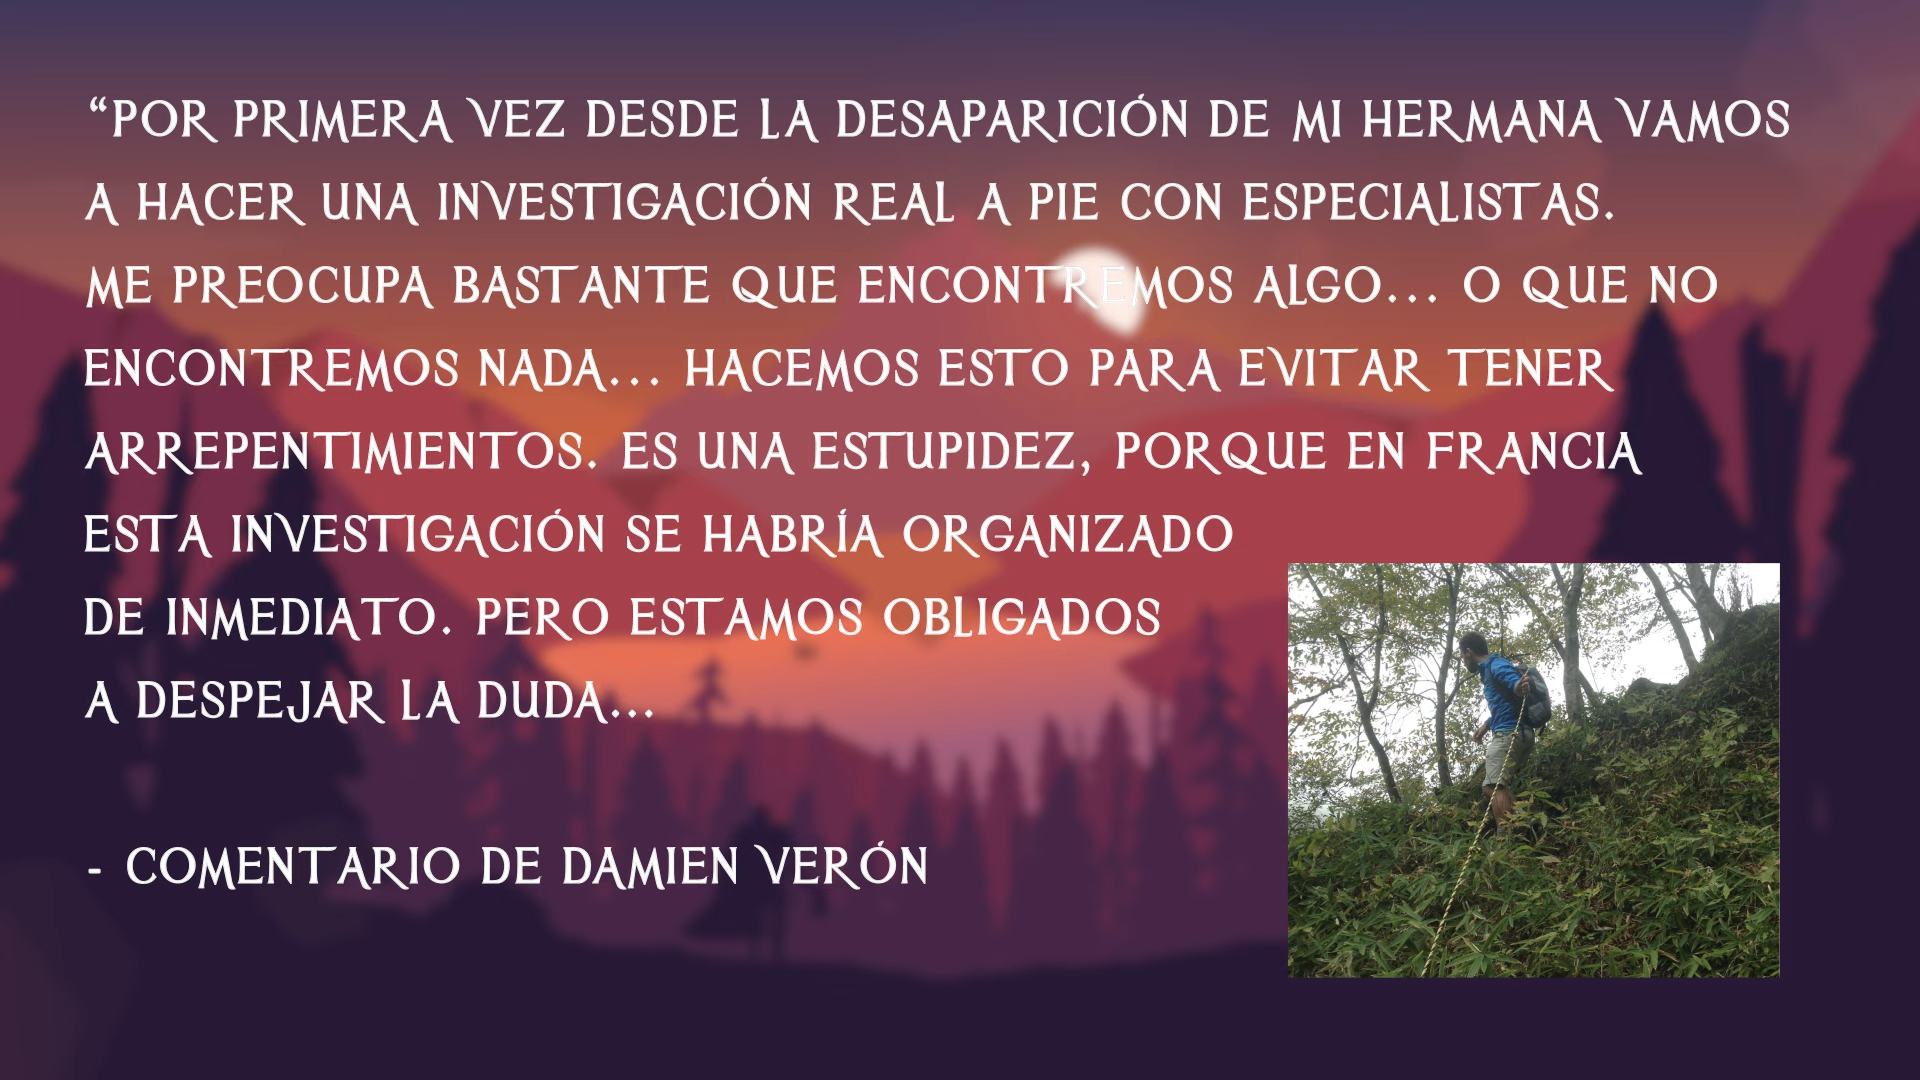 “POR PRIMERA VEZ DESDE LA DESAPARICIÓN DE MI HERMANA VAMOS
A HACER UNA INVESTIGACIÓN REAL A PIE CON ESPECIALISTAS.
ME PREOCUPA BASTANTE QUE ENCONTREMOS ALGO... O QUE NO
ENCONTREMOS NADA... HACEMOS ESTO PARA EVITAR TENER
ARREPENTIMIENTOS. ES UNA ESTUPIDEZ, PORQUE EN FRANCIA
ESTA INVESTIGACIÓN SE HABRÍA ORGANIZADO
DE INMEDIATO. PERO ESTAMOS OBLIGADOS
A DESPEJAR LA DUDA...
- COMENTARIO DE DAMIEN VERÓN